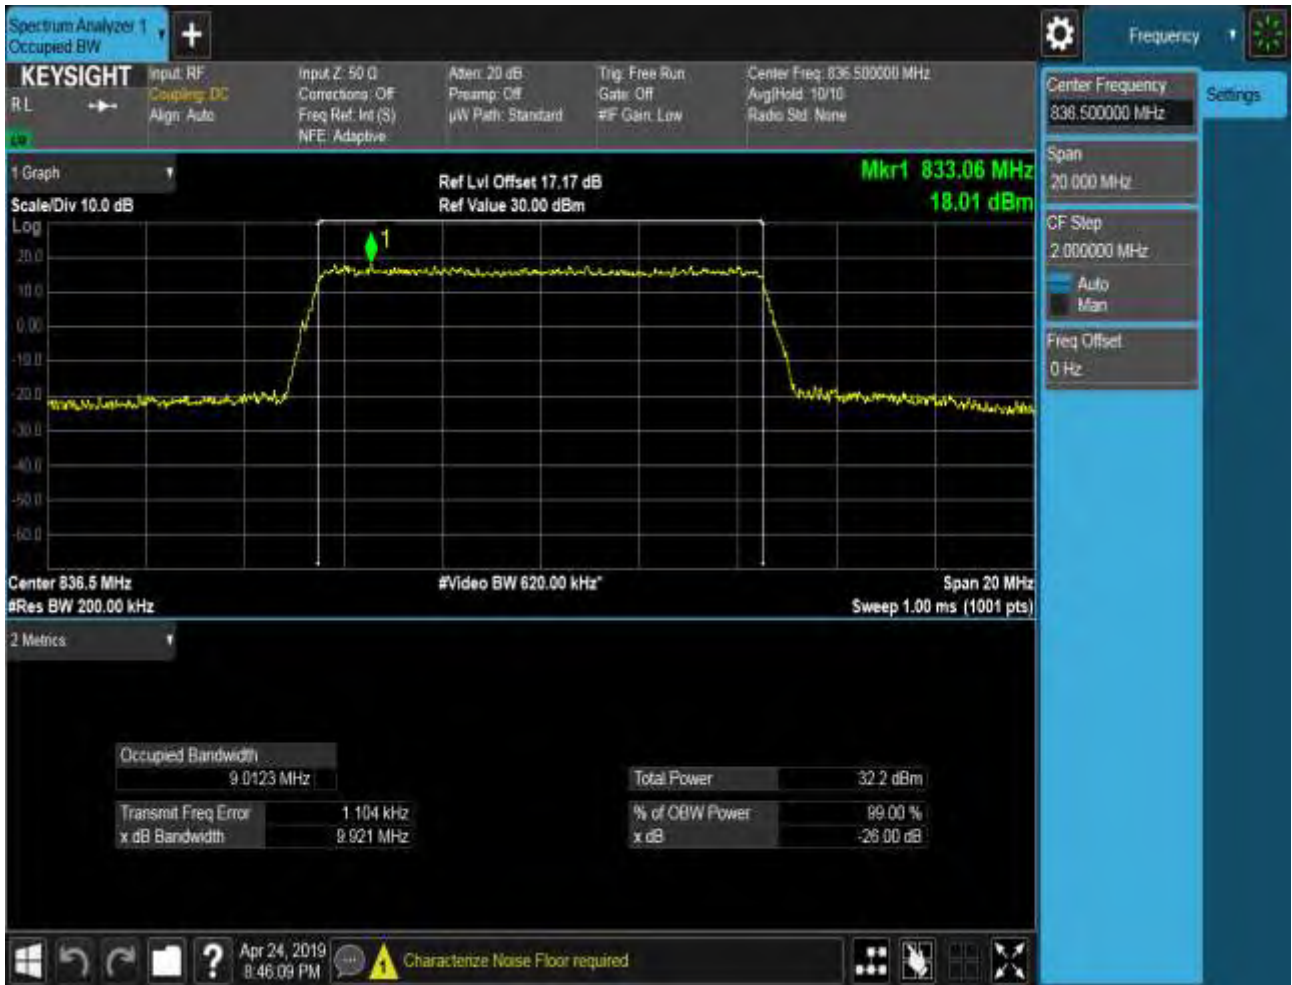 Spectrum Analyzer 1
Occupied BW
Frequency
KEYSIGHT
Input: RF
Input Z: 50 Ω
Atten: 20 dB
Trig: Free Run
Center Freq: 836.500000 MHz
R L
Coupling: DC
Corrections: Off
Preamp: Off
Gate: Off
Avg|Hold: 10/10
Align: Auto
Freq Ref: Int (S)
µW Path: Standard
#IF Gain: Low
Radio Std: None
NFE: Adaptive
Center Frequency
836.500000 MHz
Settings
Span
20.000 MHz
CF Step
2.000000 MHz
Auto
Man
Freq Offset
0 Hz
1 Graph
Ref Lvl Offset 17.17 dB
Mkr1 833.06 MHz
Scale/Div 10.0 dB
Ref Value 30.00 dBm
18.01 dBm
Log
1
20.0
10.0
0.00
-10.0
-20.0
-30.0
-40.0
-50.0
-60.0
Center 836.5 MHz
#Video BW 620.00 kHz*
Span 20 MHz
#Res BW 200.00 kHz
Sweep 1.00 ms (1001 pts)
2 Metrics
Occupied Bandwidth
9.0123 MHz
Total Power
32.2 dBm
Transmit Freq Error
1.104 kHz
% of OBW Power
99.00 %
x dB Bandwidth
9.921 MHz
x dB
-26.00 dB
Apr 24, 2019
8:46:09 PM
Characterize Noise Floor required